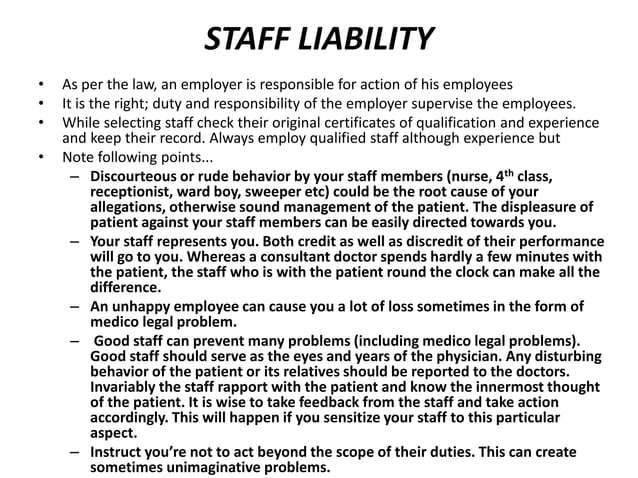 STAFF LIABILITY
• As per the law, an employer is responsible for action of his employees
• It is the right; duty and responsibility of the employer supervise the employees.
• While selecting staff check their original certificates of qualification and experience
and keep their record. Always employ qualified staff although experience but
• Note following points...
– Discourteous or rude behavior by your staff members (nurse, 4th class,
receptionist, ward boy, sweeper etc) could be the root cause of your
allegations, otherwise sound management of the patient. The displeasure of
patient against your staff members can be easily directed towards you.
– Your staff represents you. Both credit as well as discredit of their performance
will go to you. Whereas a consultant doctor spends hardly a few minutes with
the patient, the staff who is with the patient round the clock can make all the
difference.
– An unhappy employee can cause you a lot of loss sometimes in the form of
medico legal problem.
– Good staff can prevent many problems (including medico legal problems).
Good staff should serve as the eyes and years of the physician. Any disturbing
behavior of the patient or its relatives should be reported to the doctors.
Invariably the staff rapport with the patient and know the innermost thought
of the patient. It is wise to take feedback from the staff and take action
accordingly. This will happen if you sensitize your staff to this particular
aspect.
– Instruct you’re not to act beyond the scope of their duties. This can create
sometimes unimaginative problems.